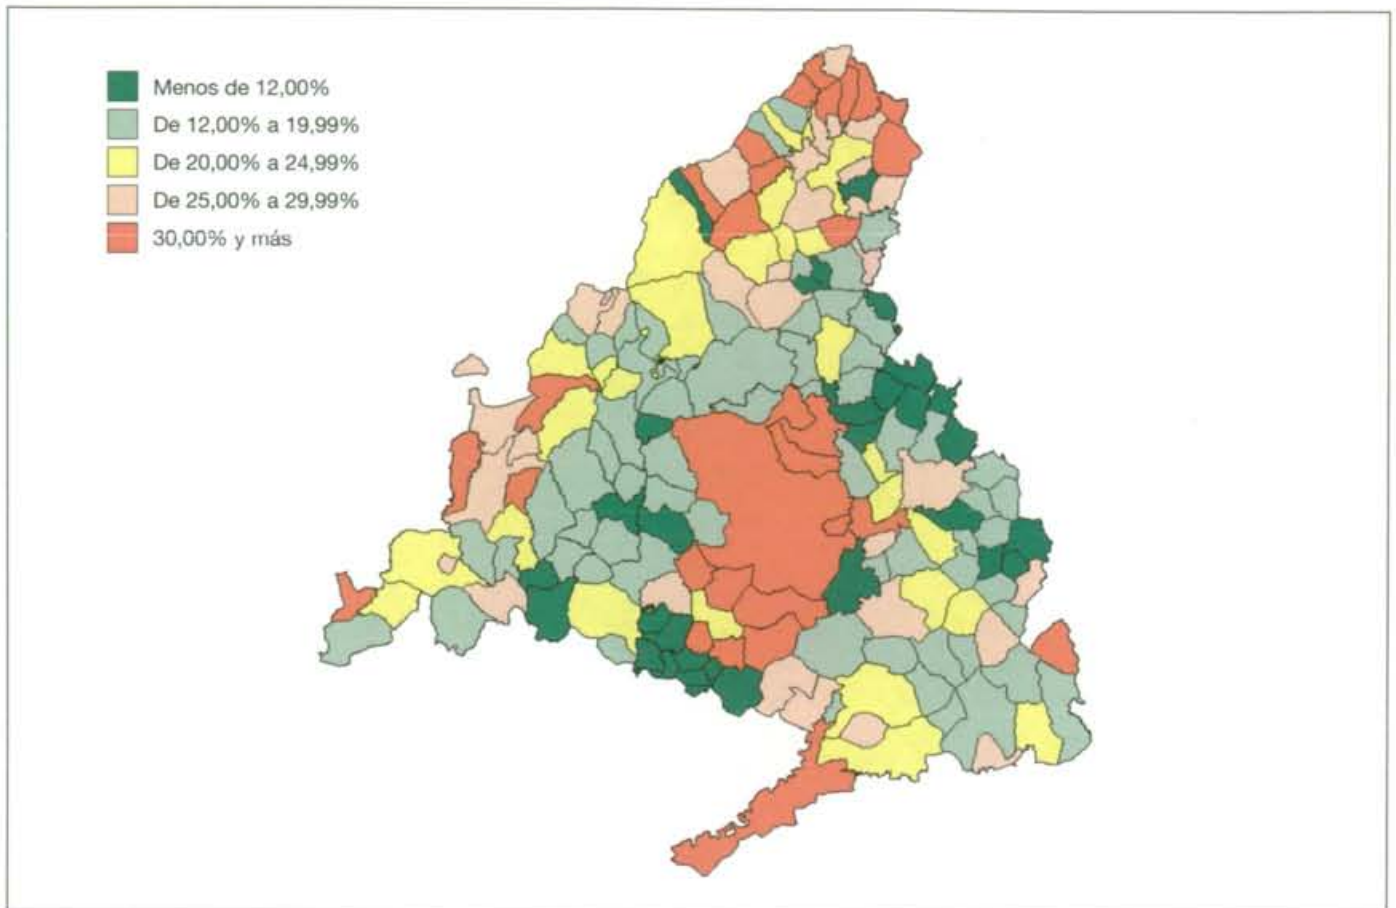 Menos de 12,00%
De 12,00% a 19,99%
De 20,00% a 24,99%
De 25,00% a 29,99%
30,00% y más